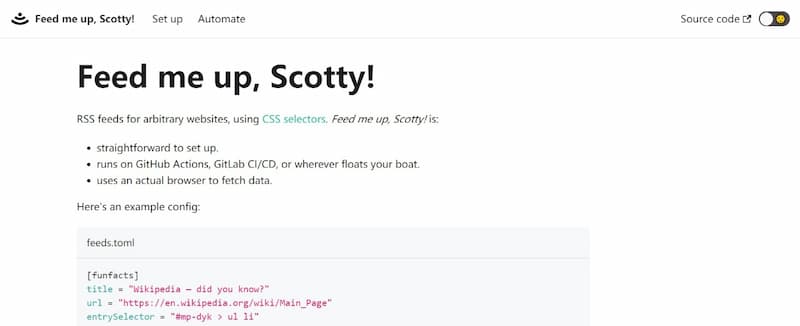 Feed me up, Scotty! Set up Automate Source code
Feed me up, Scotty!
RSS feeds for arbitrary websites, using CSS selectors. Feed me up, Scotty! is:
straightforward to set up.
runs on GitHub Actions, GitLab CI/CD, or wherever floats your boat.
uses an actual browser to fetch data.
Here's an example config:
feeds.toml
[funfacts]
title = "Wikipedia — did you know?"
url = "https://en.wikipedia.org/wiki/Main_Page"
entrySelector = "#mp-dyk > ul li"